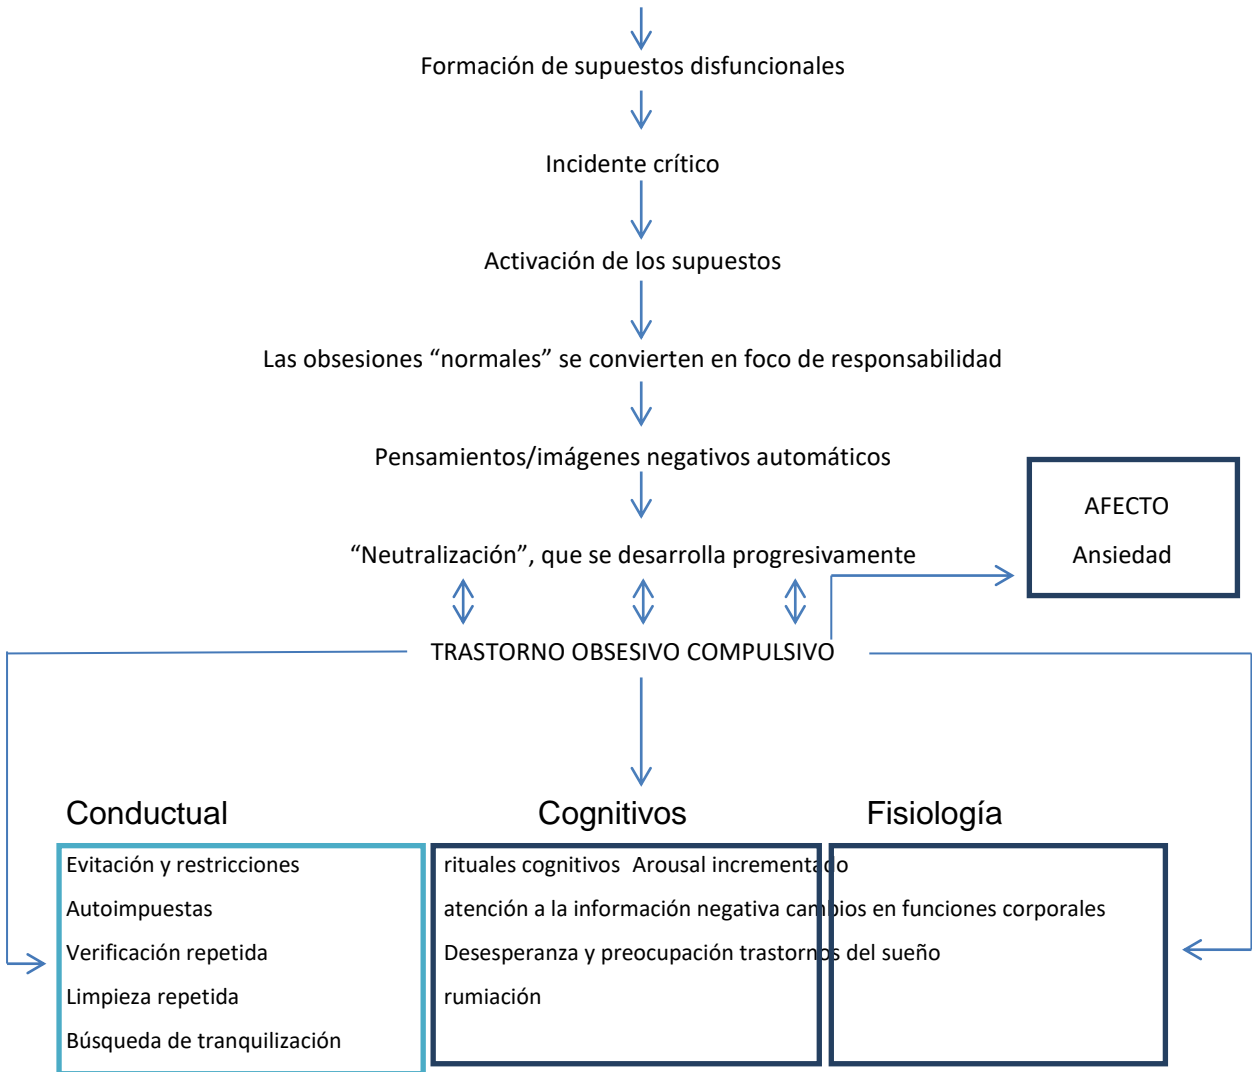 Formación de supuestos disfuncionales
Incidente crítico
Activación de los supuestos
Las obsesiones “normales” se convierten en foco de responsabilidad
Pensamientos/imágenes negativos automáticos
AFECTO
Ansiedad
“Neutralización”, que se desarrolla progresivamente
TRASTORNO OBSESIVO COMPULSIVO
Conductual
Evitación y restricciones
Autoimpuestas
Verificación repetida
Limpieza repetida
Búsqueda de tranquilización
Cognitivos
Fisiología
rituales cognitivos Arousal incrementado
atención a la información negativa cambios en funciones corporales
Desesperanza y preocupación trastornos del sueño
rumiación